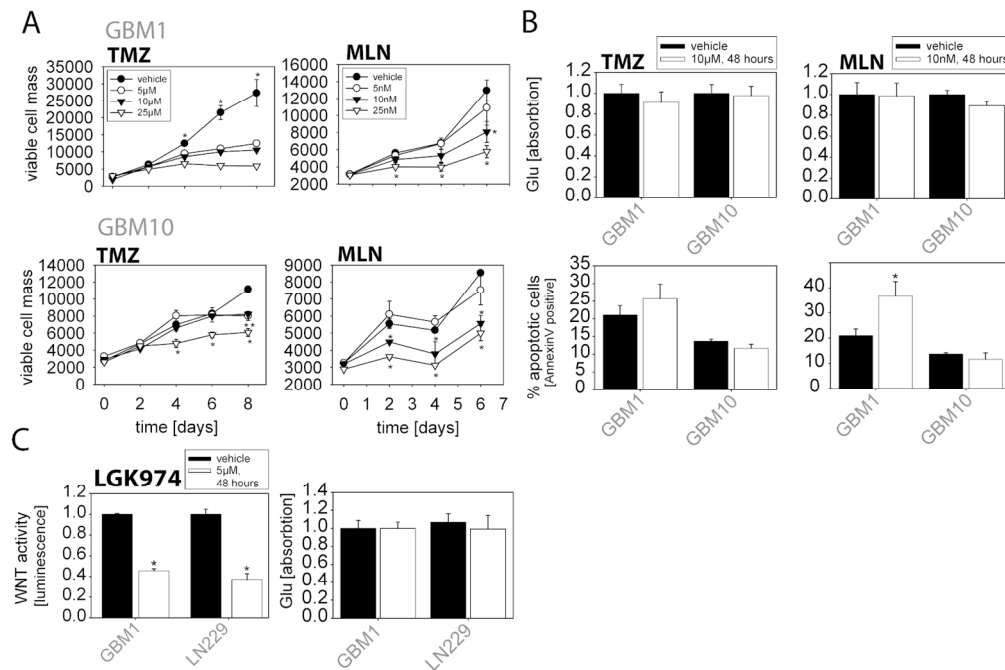 A
GBM1
TMZ
vehicle
5µM
10µM
25µM
viable cell mass
35000
30000
25000
20000
15000
10000
5000
0
*
*
*
MLN
vehicle
5nM
10nM
25nM
16000
14000
12000
10000
8000
6000
4000
2000
*
*
*
*
0 1 2 3 4 5 6 7
GBM10
TMZ
viable cell mass
14000
12000
10000
8000
6000
4000
2000
0
**
*
*
*
0 2 4 6 8
time [days]
MLN
9000
8000
7000
6000
5000
4000
3000
2000
*
*
*
*
*
*
0 1 2 3 4 5 6 7
time [days]
B
TMZ
vehicle
10µM, 48 hours
Glu [absorbtion]
1.2
1.0
0.8
0.6
0.4
0.2
0.0
GBM1
GBM10
MLN
vehicle
10nM, 48 hours
1.2
1.0
0.8
0.6
0.4
0.2
0.0
GBM1
GBM10
% apoptotic cells
[AnnexinV positive]
35
30
25
20
15
10
5
0
GBM1
GBM10
40
30
20
10
0
*
GBM1
GBM10
C
LGK974
vehicle
5µM,
48 hours
WNT activity
[luminescence]
1.2
1.0
0.8
0.6
0.4
0.2
0.0
*
*
GBM1
LN229
Glu [absorbtion]
1.4
1.2
1.0
0.8
0.6
0.4
0.2
0.0
GBM1
LN229